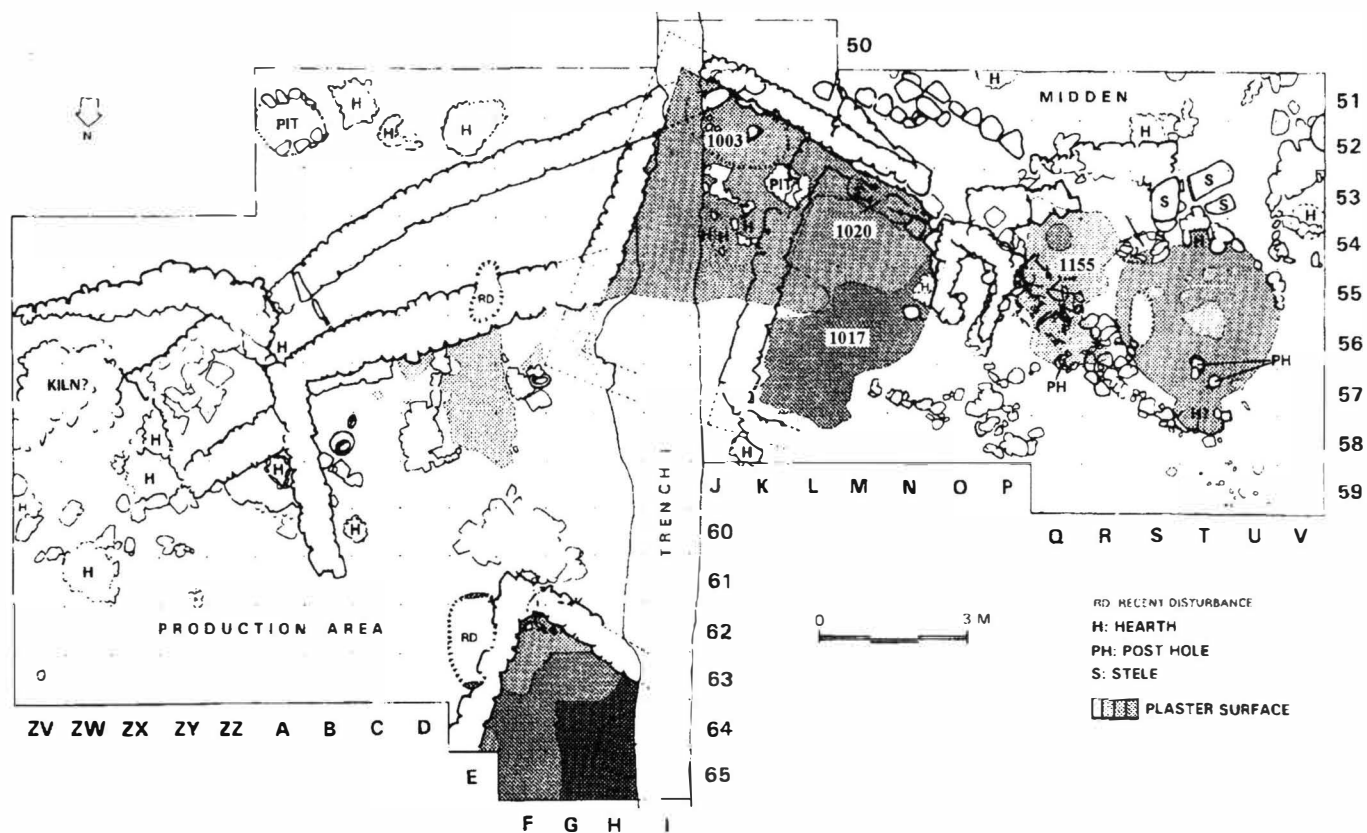 50
H
MIDDEN
51
N
PIT
H
H
H
1003
H
52
PIT
S
S
S
53
H
H
H
H
54
1020
1155
H
RD
55
H
KILN?
1017
56
PH
PH
57
H?
H
H
H
H
58
H
J K L M N O P
59
H
H
TRENCH I
60
Q R S T U V
H
61
PRODUCTION AREA
RD
62
0 3 M
RD RECENT DISTURBANCE
H: HEARTH
PH: POST HOLE
S: STELE
PLASTER SURFACE
63
ZV ZW ZX ZY ZZ A B C D
64
E
65
F G H I